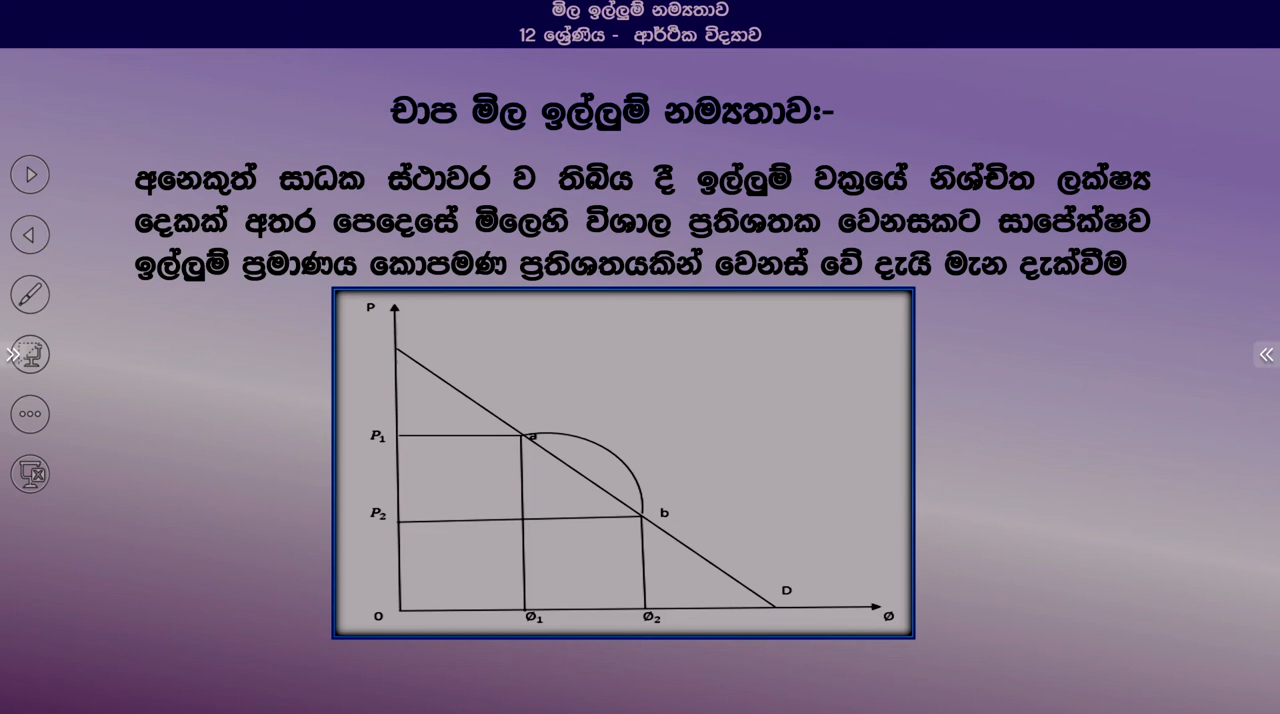 මිල ඉල්ලුම් නම්‍යතාව
12 ශ්‍රේණිය - ආර්ථික විද්‍යාව
චාප මිල ඉල්ලුම් නම්‍යතාව:-
අනෙකුත් සාධක ස්ථාවර ව තිබිය දී ඉල්ලුම් වක්‍රයේ නිශ්චිත ලක්ෂ්‍ය
දෙකක් අතර පෙදෙසේ මිලෙහි විශාල ප්‍රතිශතක වෙනසකට සාපේක්ෂව
ඉල්ලුම් ප්‍රමාණය කොපමණ ප්‍රතිශතයකින් වෙනස් වේ දැයි මැන දැක්වීම
P
P₁
a
P₂
b
D
O
Ø₁
Ø₂
Ø